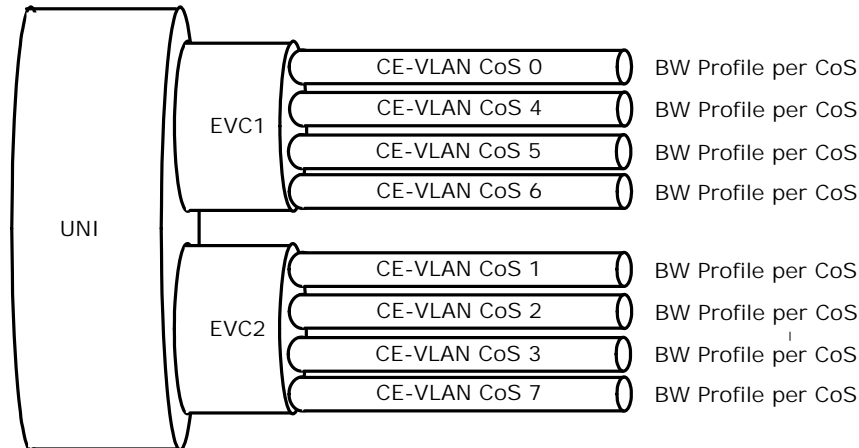 CE-VLAN CoS 0 BW Profile per CoS
CE-VLAN CoS 4 BW Profile per CoS
EVC1
CE-VLAN CoS 5 BW Profile per CoS
CE-VLAN CoS 6 BW Profile per CoS
UNI
CE-VLAN CoS 1 BW Profile per CoS
CE-VLAN CoS 2 BW Profile per CoS
EVC2
CE-VLAN CoS 3 BW Profile per CoS
CE-VLAN CoS 7 BW Profile per CoS